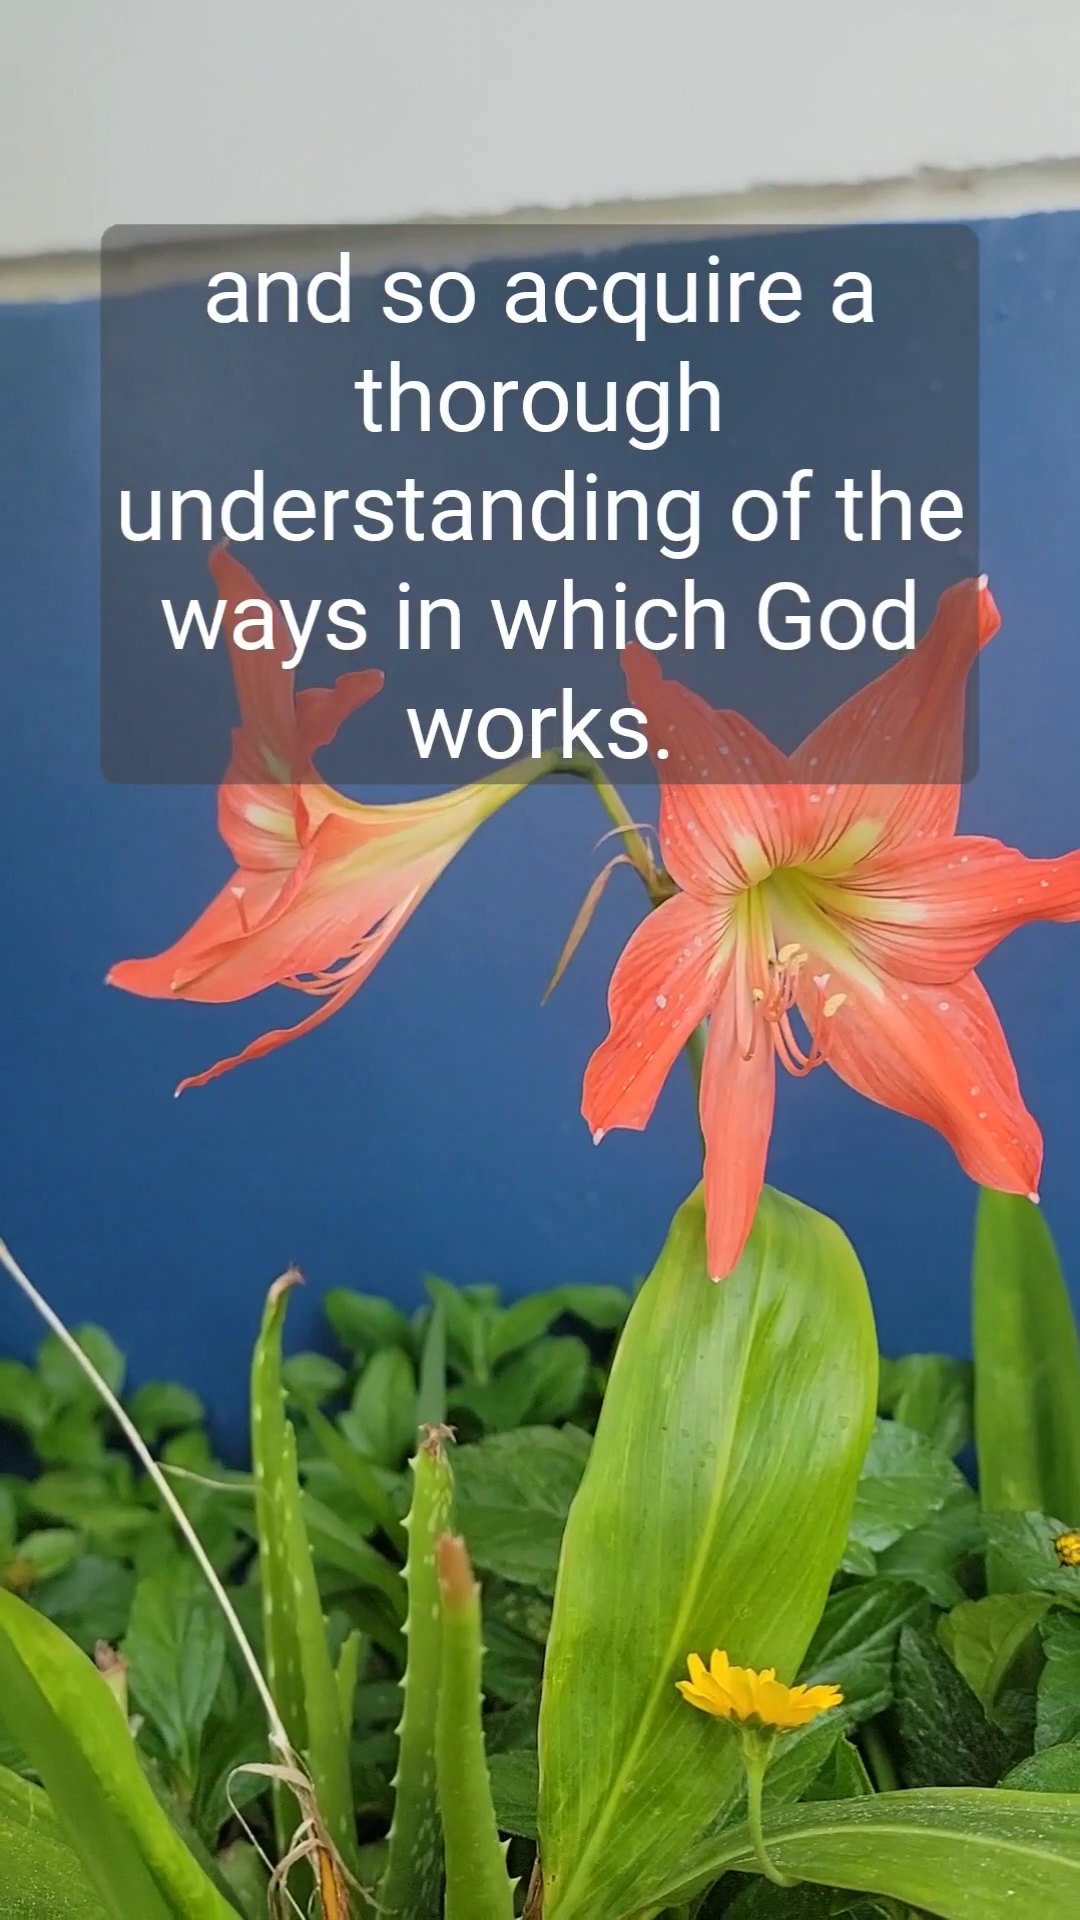 and so acquire a
thorough
understanding of the
ways in which God
works.